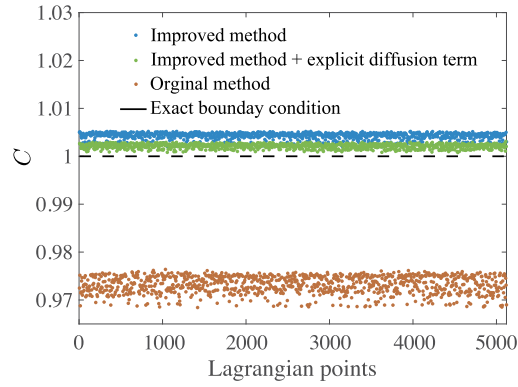 1.03
1.02
1.01
1
0.99
0.98
0.97
C
Improved method
Improved method + explicit diffusion term
Orginal method
Exact bounday condition
0 1000 2000 3000 4000 5000
Lagrangian points